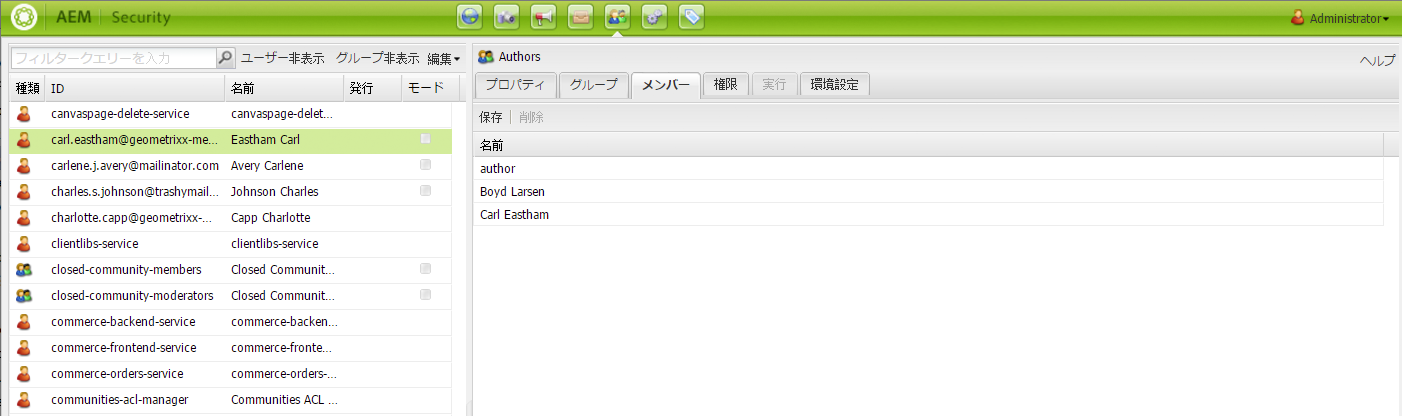 AEM | Security
Administrator
フィルタークエリーを入力 ユーザー非表示 グループ非表示 編集
種類 ID 名前 発行 モード
canvaspage-delete-service canvaspage-delet...
carl.eastham@geometrixx-me... Eastham Carl
carlene.j.avery@mailinator.com Avery Carlene
charles.s.johnson@trashymail... Johnson Charles
charlotte.capp@geometrixx-... Capp Charlotte
clientlibs-service clientlibs-service
closed-community-members Closed Communit...
closed-community-moderators Closed Communit...
commerce-backend-service commerce-backen...
commerce-frontend-service commerce-fronte...
commerce-orders-service commerce-orders-...
communities-acl-manager Communities ACL ...
Authors
ヘルプ
プロパティ グループ メンバー 権限 実行 環境設定
保存 | 削除
名前
author
Boyd Larsen
Carl Eastham